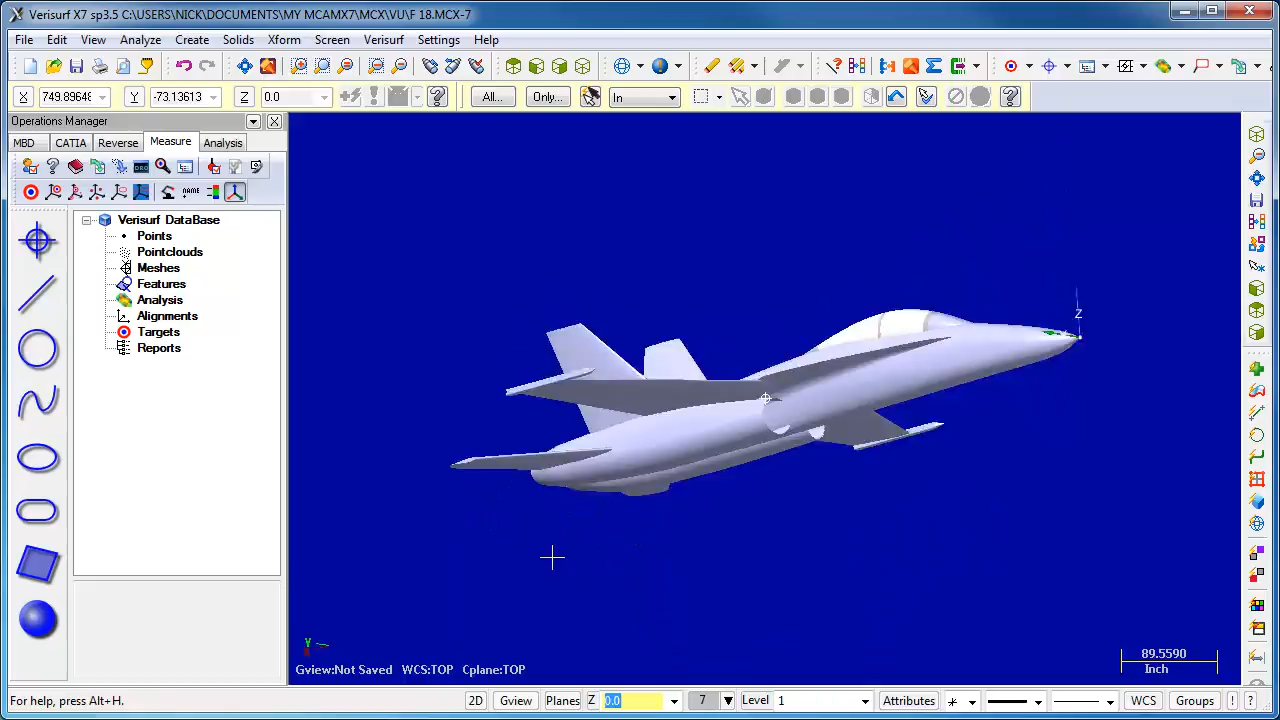 Verisurf X7 sp3.5 C:\USERS\NICK\DOCUMENTS\MY MCAMX7\MCX\VU\F 18.MCX-7
File Edit View Analyze Create Solids Xform Screen Verisurf Settings Help
X 749.89648 Y -73.13613 Z 0.0 All... Only... In
Operations Manager
MBD CATIA Reverse Measure Analysis
DRO
NAME
Verisurf DataBase
Points
Pointclouds
Meshes
Features
Analysis
Alignments
Targets
Reports
Z
Y
Gview:Not Saved WCS:TOP Cplane:TOP
89.5590
Inch
For help, press Alt+H.
2D Gview Planes Z 0.0 7 Level 1 Attributes WCS Groups ! ?